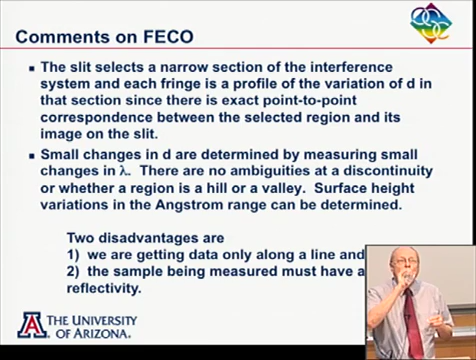 Comments on FECO
The slit selects a narrow section of the interference
system and each fringe is a profile of the variation of d in
that section since there is exact point-to-point
correspondence between the selected region and its
image on the slit.
Small changes in d are determined by measuring small
changes in λ. There are no ambiguities at a discontinuity
or whether a region is a hill or a valley. Surface height
variations in the Angstrom range can be determined.
Two disadvantages are
1) we are getting data only along a line and
2) the sample being measured must have a
reflectivity.
A
THE UNIVERSITY
OF ARIZONA.